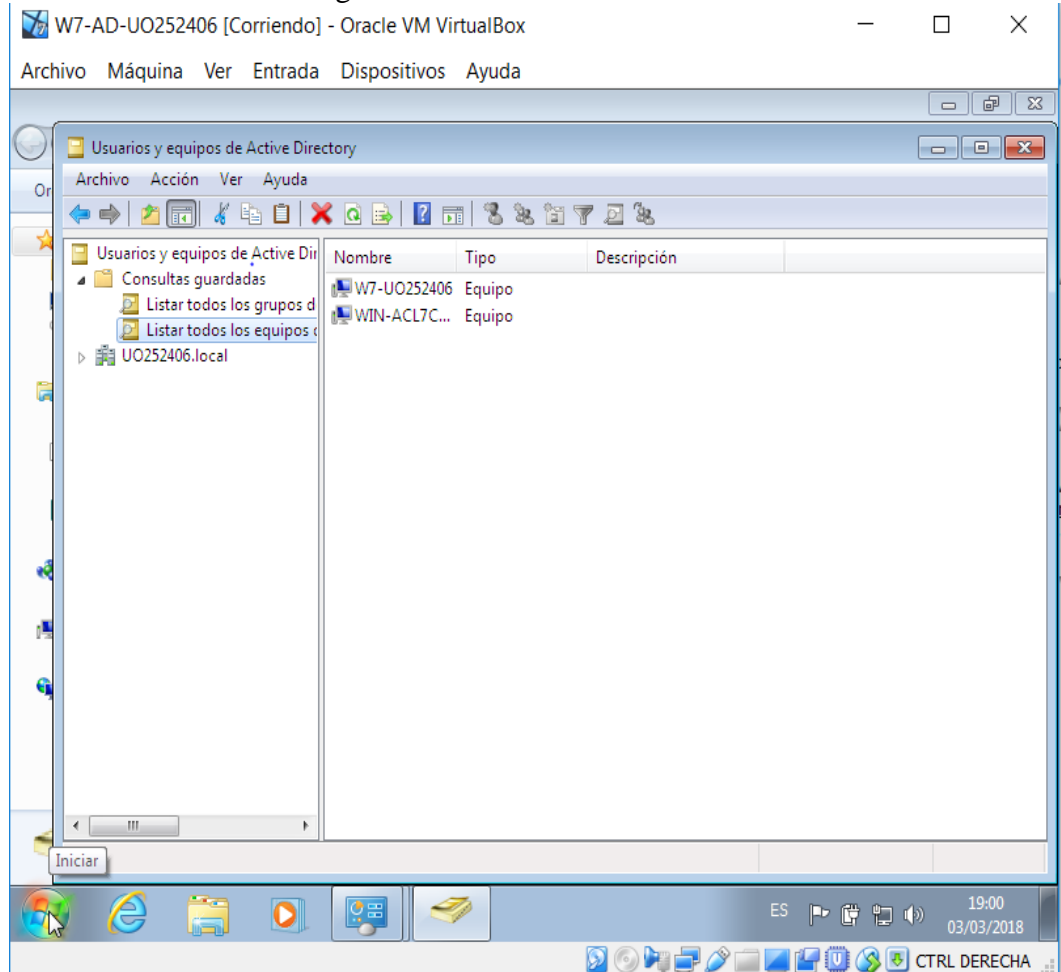 W7-AD-UO252406 [Corriendo] - Oracle VM VirtualBox
Archivo Máquina Ver Entrada Dispositivos Ayuda
Usuarios y equipos de Active Directory
Or
Archivo Acción Ver Ayuda
Usuarios y equipos de Active Dir
Nombre Tipo Descripción
Consultas guardadas
W7-UO252406 Equipo
Listar todos los grupos d
WIN-ACL7C... Equipo
Listar todos los equipos
UO252406.local
Iniciar
ES
19:00
03/03/2018
CTRL DERECHA